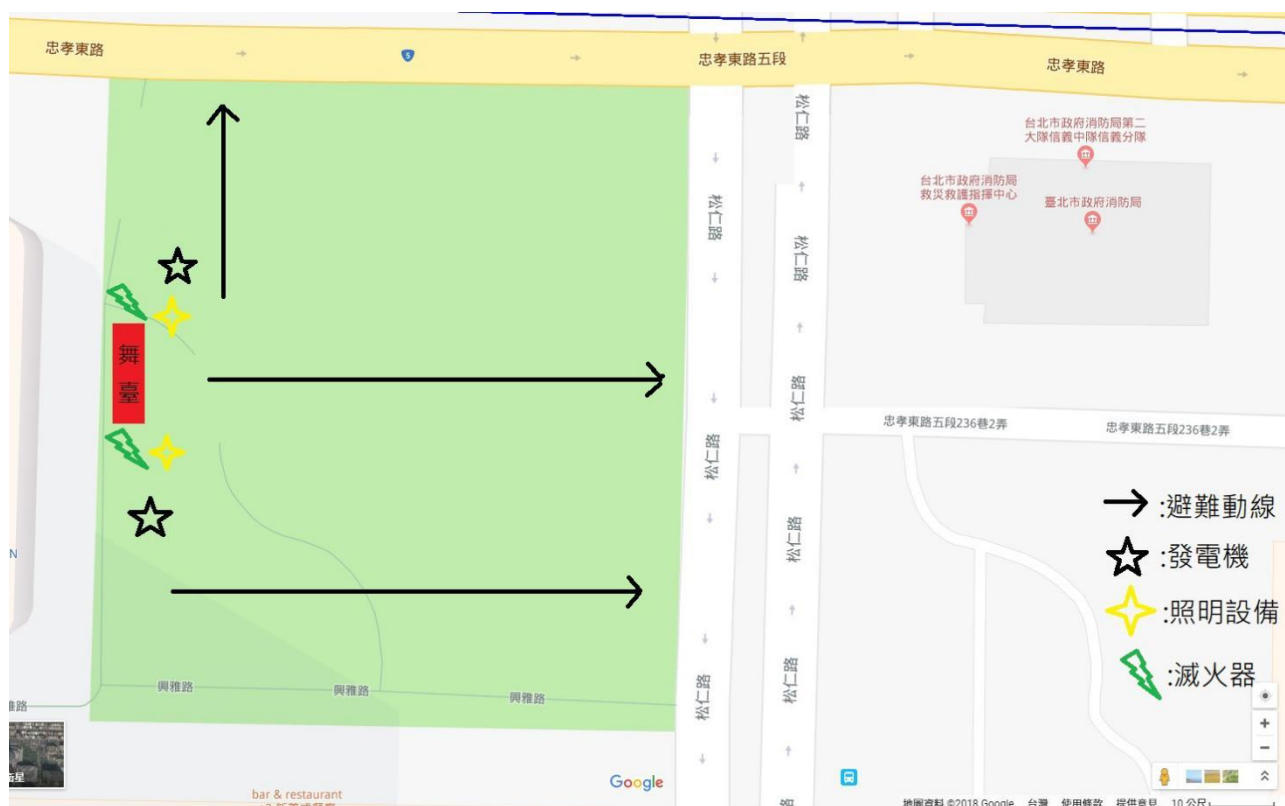 忠孝東路
5
忠孝東路五段
忠孝東路
松仁路
台北市政府消防局第二
大隊信義中隊信義分隊
台北市政府消防局
救災救護指揮中心
臺北市政府消防局
松仁路
松仁路
舞臺
松仁路
忠孝東路五段236巷2弄
忠孝東路五段236巷2弄
松仁路
:避難動線
松仁路
N
:發電機
:照明設備
:滅火器
興雅路
興雅路
興雅路
松仁路
松仁路
雅路
Google
bar & restaurant
地圖資料 ©2018 Google 台灣 使用條款 提供意見 10 公尺